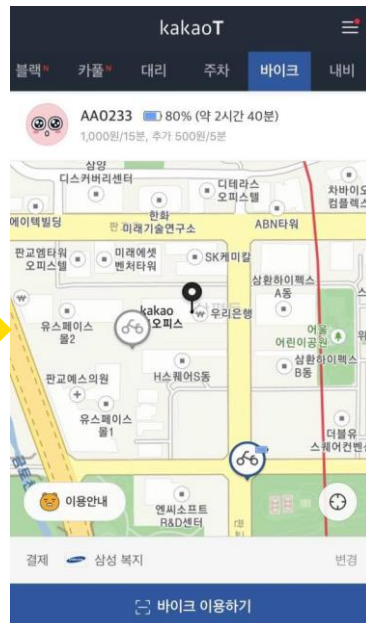 kakaoT
블랙N 카풀N 대리 주차 바이크 내비
AA0233 80% (약 2시간 40분)
1,000원/15분, 추가 500원/5분
삼양
디스커버리센터
디테라스
오피스텔
차바이오
컴플렉스
에이텍빌딩
한화
미래기술연구소
ABN타워
판교엠타워
오피스텔
미래에셋
벤처타워
SK케미칼
삼환하이펙스
A동
유스페이스
몰2
kakao
오피스
우리은행
어울
어린이공원
판교예스의원
H스퀘어S동
삼환하이펙스
B동
유스페이스
몰1
더블유
스퀘어컨벤션
이용안내
엔씨소프트
R&D센터
결제 삼성 복지 변경
바이크 이용하기